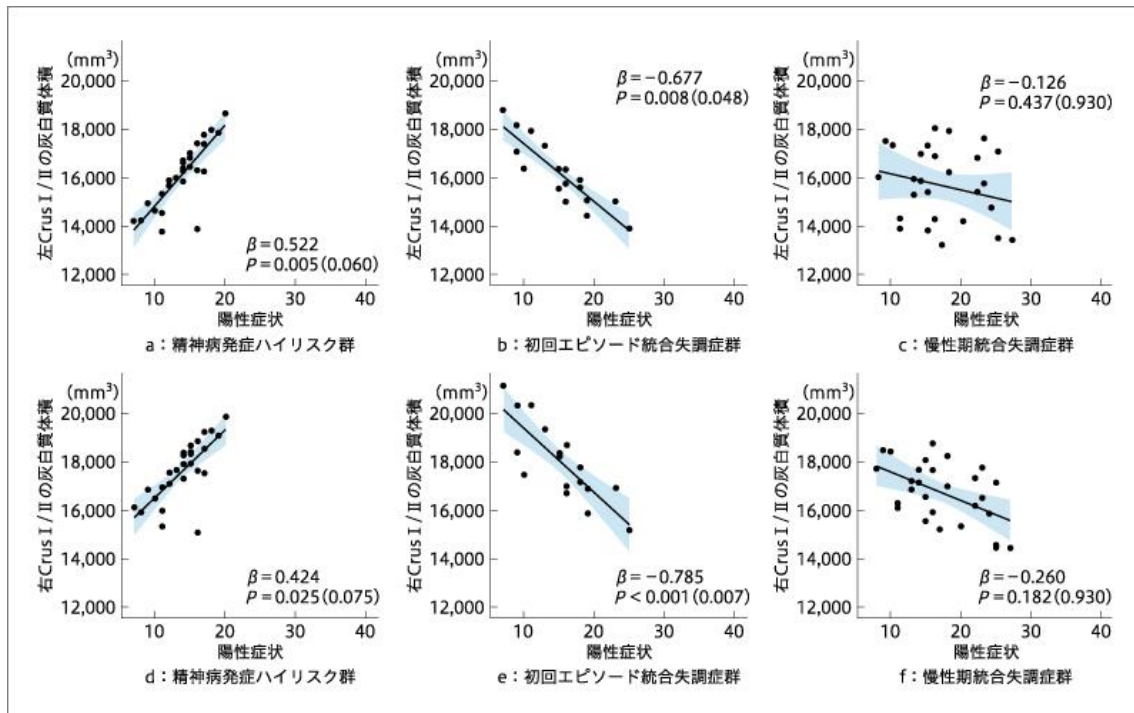 (mm³)
左Crus I / II の灰白質体積
20,000
18,000
16,000
14,000
12,000
β=0.522
P=0.005(0.060)
10 20 30 40
陽性症状
a:精神病発症ハイリスク群
(mm³)
左Crus I / II の灰白質体積
20,000
18,000
16,000
14,000
12,000
β=−0.677
P=0.008(0.048)
10 20 30 40
陽性症状
b:初回エピソード統合失調症群
(mm³)
左Crus I / II の灰白質体積
20,000
18,000
16,000
14,000
12,000
β=−0.126
P=0.437(0.930)
10 20 30 40
陽性症状
c:慢性期統合失調症群
(mm³)
右Crus I / II の灰白質体積
20,000
18,000
16,000
14,000
12,000
β=0.424
P=0.025(0.075)
10 20 30 40
陽性症状
d:精神病発症ハイリスク群
(mm³)
右Crus I / II の灰白質体積
20,000
18,000
16,000
14,000
12,000
β=−0.785
P<0.001(0.007)
10 20 30 40
陽性症状
e:初回エピソード統合失調症群
(mm³)
右Crus I / II の灰白質体積
20,000
18,000
16,000
14,000
12,000
β=−0.260
P=0.182(0.930)
10 20 30 40
陽性症状
f:慢性期統合失調症群